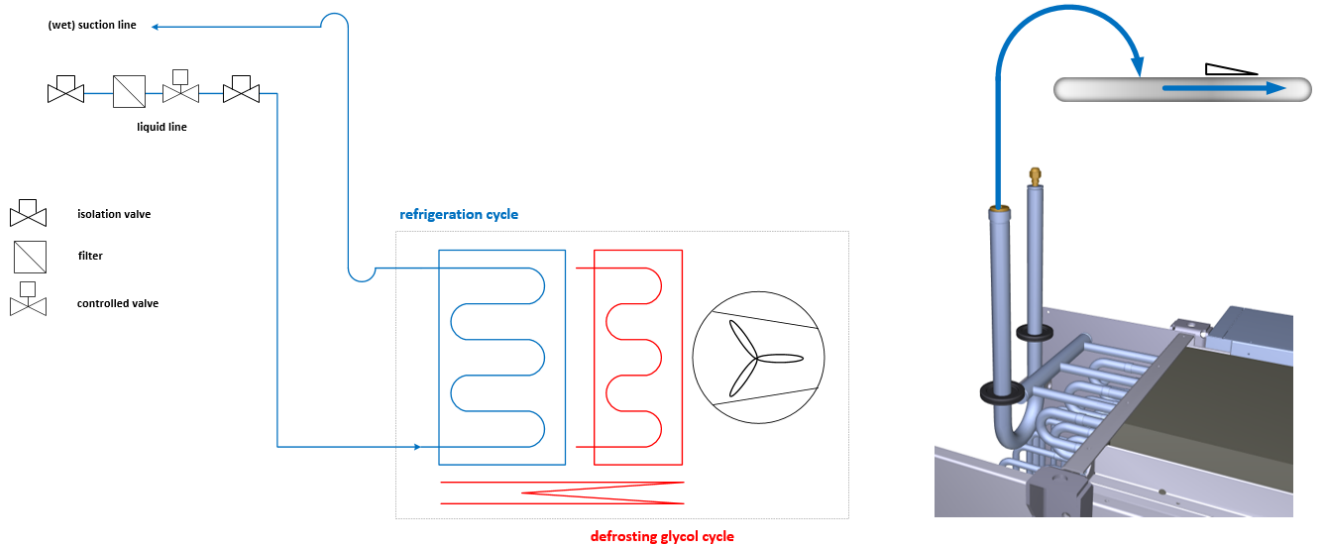 (wet) suction line
liquid line
isolation valve
filter
controlled valve
refrigeration cycle
defrosting glycol cycle